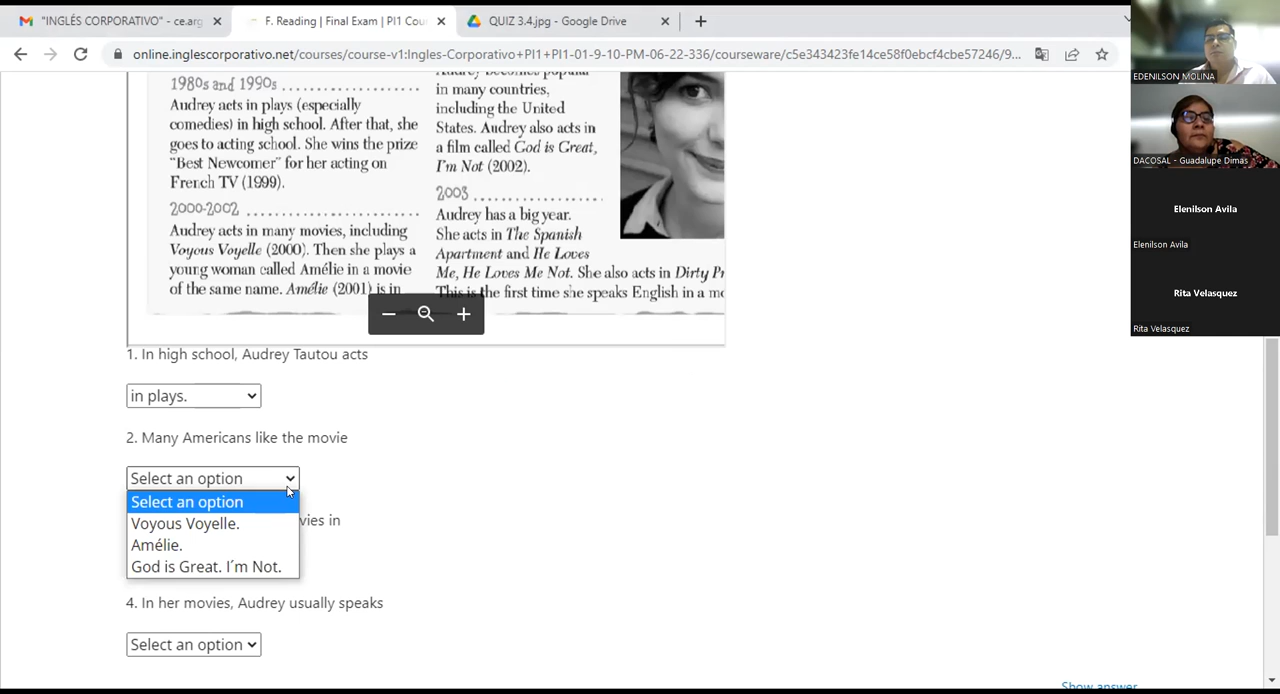 "INGLÉS CORPORATIVO" - ce.arg
F. Reading | Final Exam | PI1 Cou
QUIZ 3.4.jpg - Google Drive
online.inglescorporativo.net/courses/course-v1:Ingles-Corporativo+PI1+PI1-01-9-10-PM-06-22-336/courseware/c5e343423fe14ce58f0ebcf4cbe57246/9...
EDENILSON MOLINA
DACOSAL - Guadalupe Dimas
Elenilson Avila
Elenilson Avila
Rita Velasquez
Rita Velasquez
1980s and 1990s
Audrey acts in plays (especially
comedies) in high school. After that, she
goes to acting school. She wins the prize
"Best Newcomer" for her acting on
French TV (1999).
2000-2002
Audrey acts in many movies, including
Voyous Voyelle (2000). Then she plays a
young woman called Amélie in a movie
of the same name. Amélie (2001) is in
Audrey becomes popular
in many countries,
including the United
States. Audrey also acts in
a film called God is Great,
I'm Not (2002).
2003
Audrey has a big year.
She acts in The Spanish
Apartment and He Loves
Me, He Loves Me Not. She also acts in Dirty Pr
This is the first time she speaks English in a mo
1. In high school, Audrey Tautou acts
in plays.
2. Many Americans like the movie
Select an option
Select an option
Voyous Voyelle.
Amélie.
God is Great. I´m Not.
vies in
4. In her movies, Audrey usually speaks
Select an option
Show answer